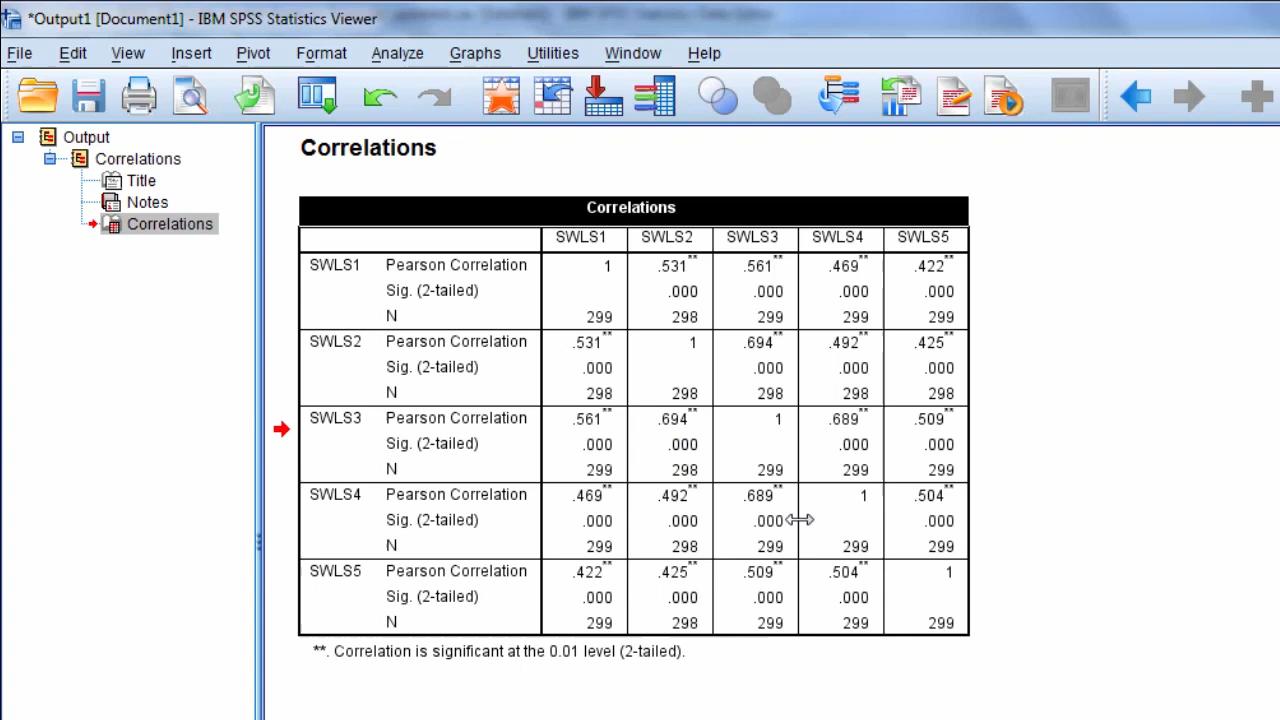 *Output1 [Document1] - IBM SPSS Statistics Viewer
File Edit View Insert Pivot Format Analyze Graphs Utilities Window Help
Output
Correlations
Title
Notes
Correlations
Correlations
Correlations
SWLS1 SWLS2 SWLS3 SWLS4 SWLS5
SWLS1 Pearson Correlation 1 .531** .561** .469** .422**
Sig. (2-tailed) .000 .000 .000 .000
N 299 298 299 299 299
SWLS2 Pearson Correlation .531** 1 .694** .492** .425**
Sig. (2-tailed) .000 .000 .000 .000
N 298 298 298 298 298
SWLS3 Pearson Correlation .561** .694** 1 .689** .509**
Sig. (2-tailed) .000 .000 .000 .000
N 299 298 299 299 299
SWLS4 Pearson Correlation .469** .492** .689** 1 .504**
Sig. (2-tailed) .000 .000 .000 .000
N 299 298 299 299 299
SWLS5 Pearson Correlation .422** .425** .509** .504** 1
Sig. (2-tailed) .000 .000 .000 .000
N 299 298 299 299 299
**. Correlation is significant at the 0.01 level (2-tailed).